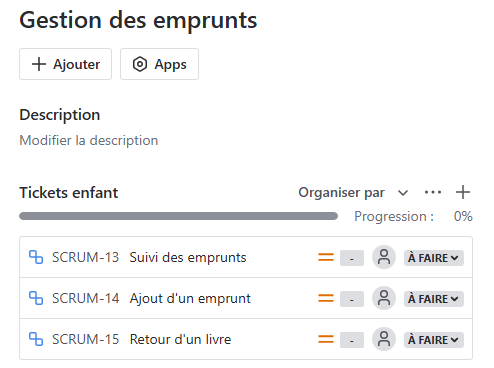 Gestion des emprunts
Ajouter
Apps
Description
Modifier la description
Tickets enfant Organiser par
Progression : 0%
SCRUM-13 Suivi des emprunts - À FAIRE
SCRUM-14 Ajout d'un emprunt - À FAIRE
SCRUM-15 Retour d'un livre - À FAIRE